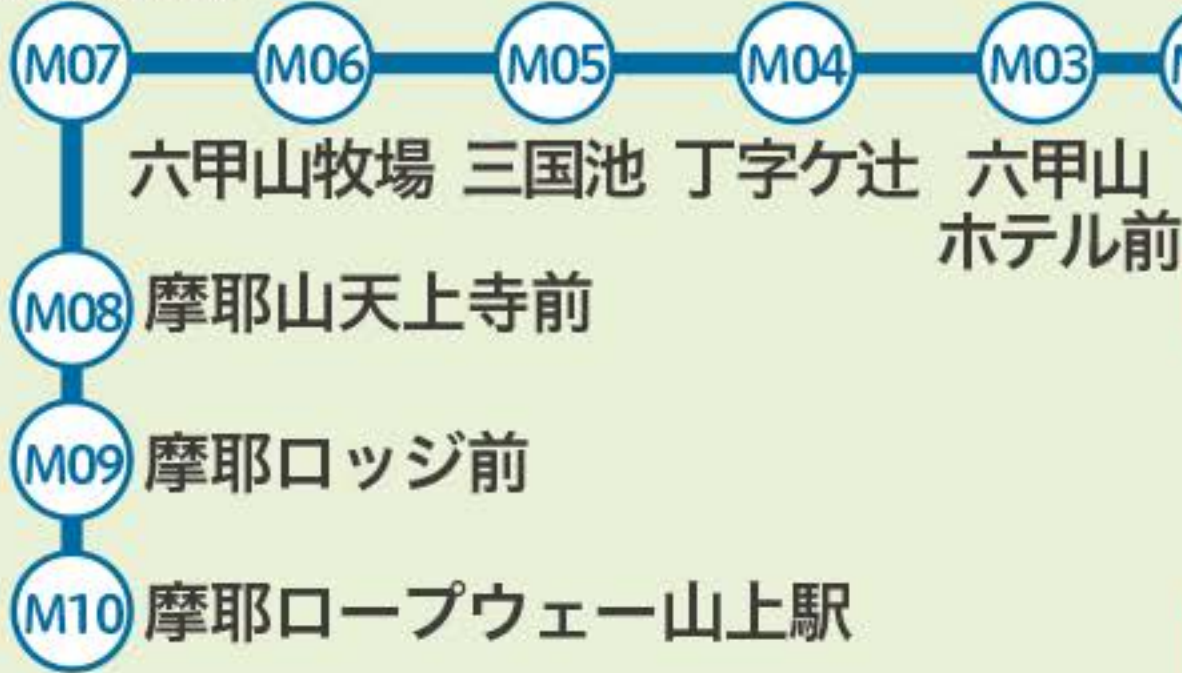 M07 M06 M05 M04 M03
六甲山牧場 三国池 丁字ケ辻 六甲山
ホテル前
M08 摩耶山天上寺前
M09 摩耶ロッジ前
M10 摩耶ロープウェー山上駅